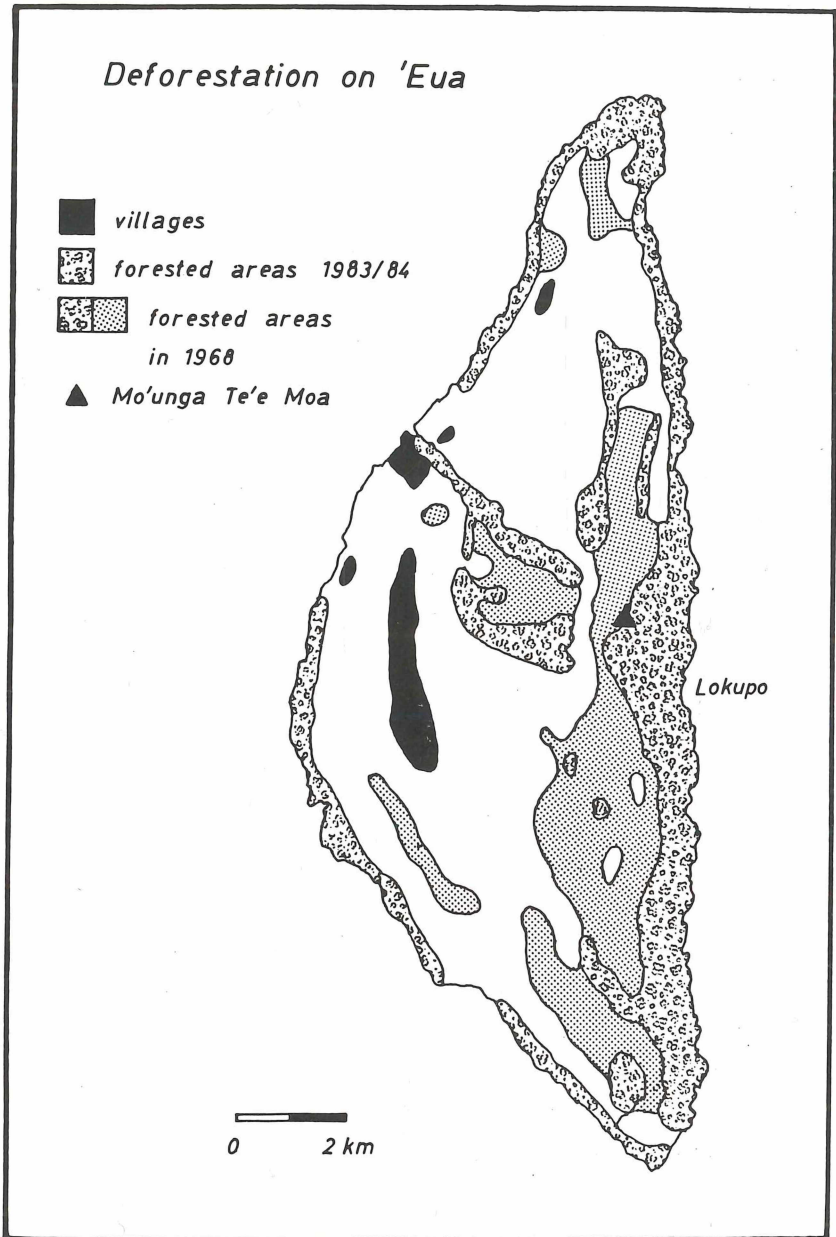 Deforestation on 'Eua
villages
forested areas 1983/84
forested areas
in 1968
Mo'unga Te'e Moa
Lokupo
0 2 km